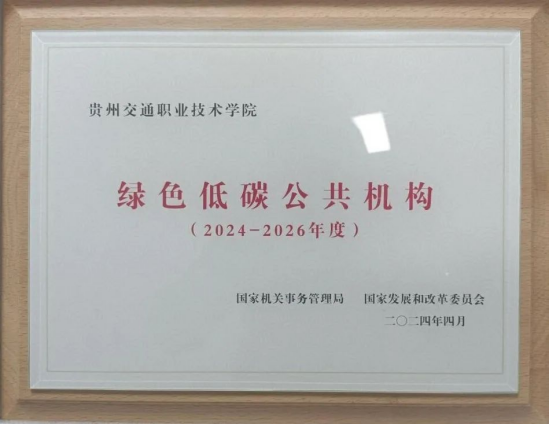 贵州交通职业技术学院
绿色低碳公共机构
（2024-2026年度）
国家机关事务管理局 国家发展和改革委员会
二〇二四年四月